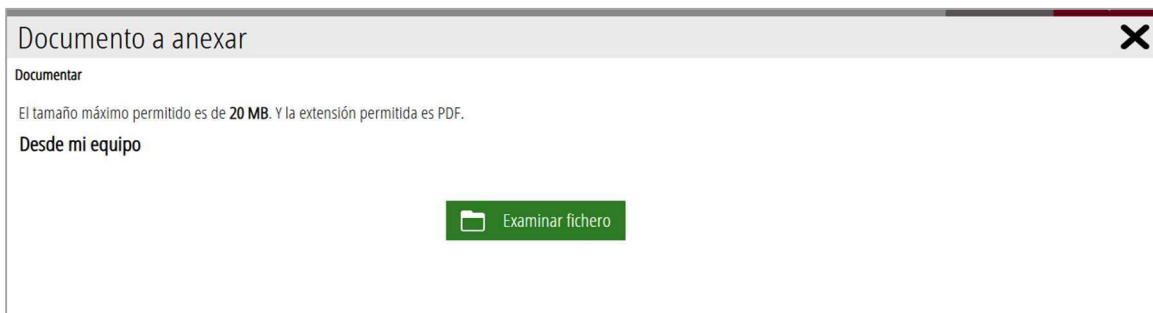 Documento a anexar
Documentar
El tamaño máximo permitido es de 20 MB. Y la extensión permitida es PDF.
Desde mi equipo
Examinar fichero